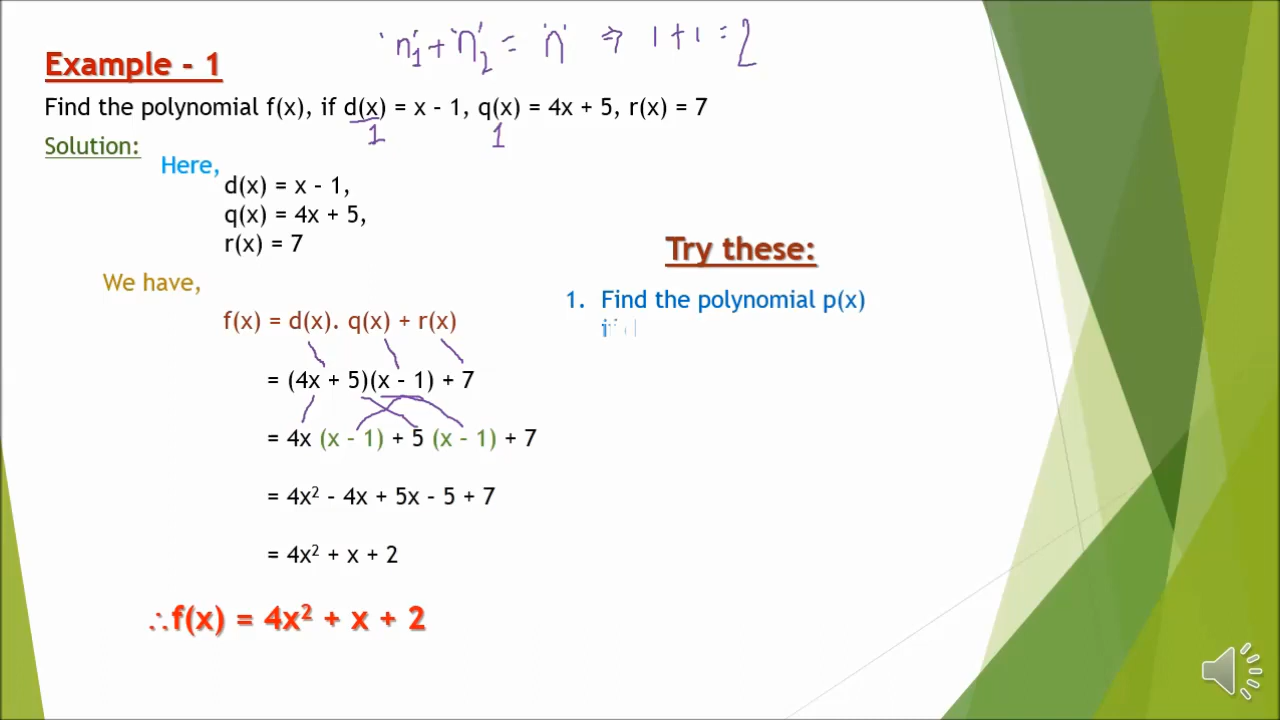 'n₁' + 'n₂' = 'n' ⇒ 1 + 1 = 2
Example - 1
Find the polynomial f(x), if d(x) = x - 1, q(x) = 4x + 5, r(x) = 7
1 1
Solution:
Here,
d(x) = x - 1,
q(x) = 4x + 5,
r(x) = 7
We have,
f(x) = d(x). q(x) + r(x)
= (4x + 5)(x - 1) + 7
= 4x (x - 1) + 5 (x - 1) + 7
= 4x² - 4x + 5x - 5 + 7
= 4x² + x + 2
∴f(x) = 4x² + x + 2
Try these:
1. Find the polynomial p(x)